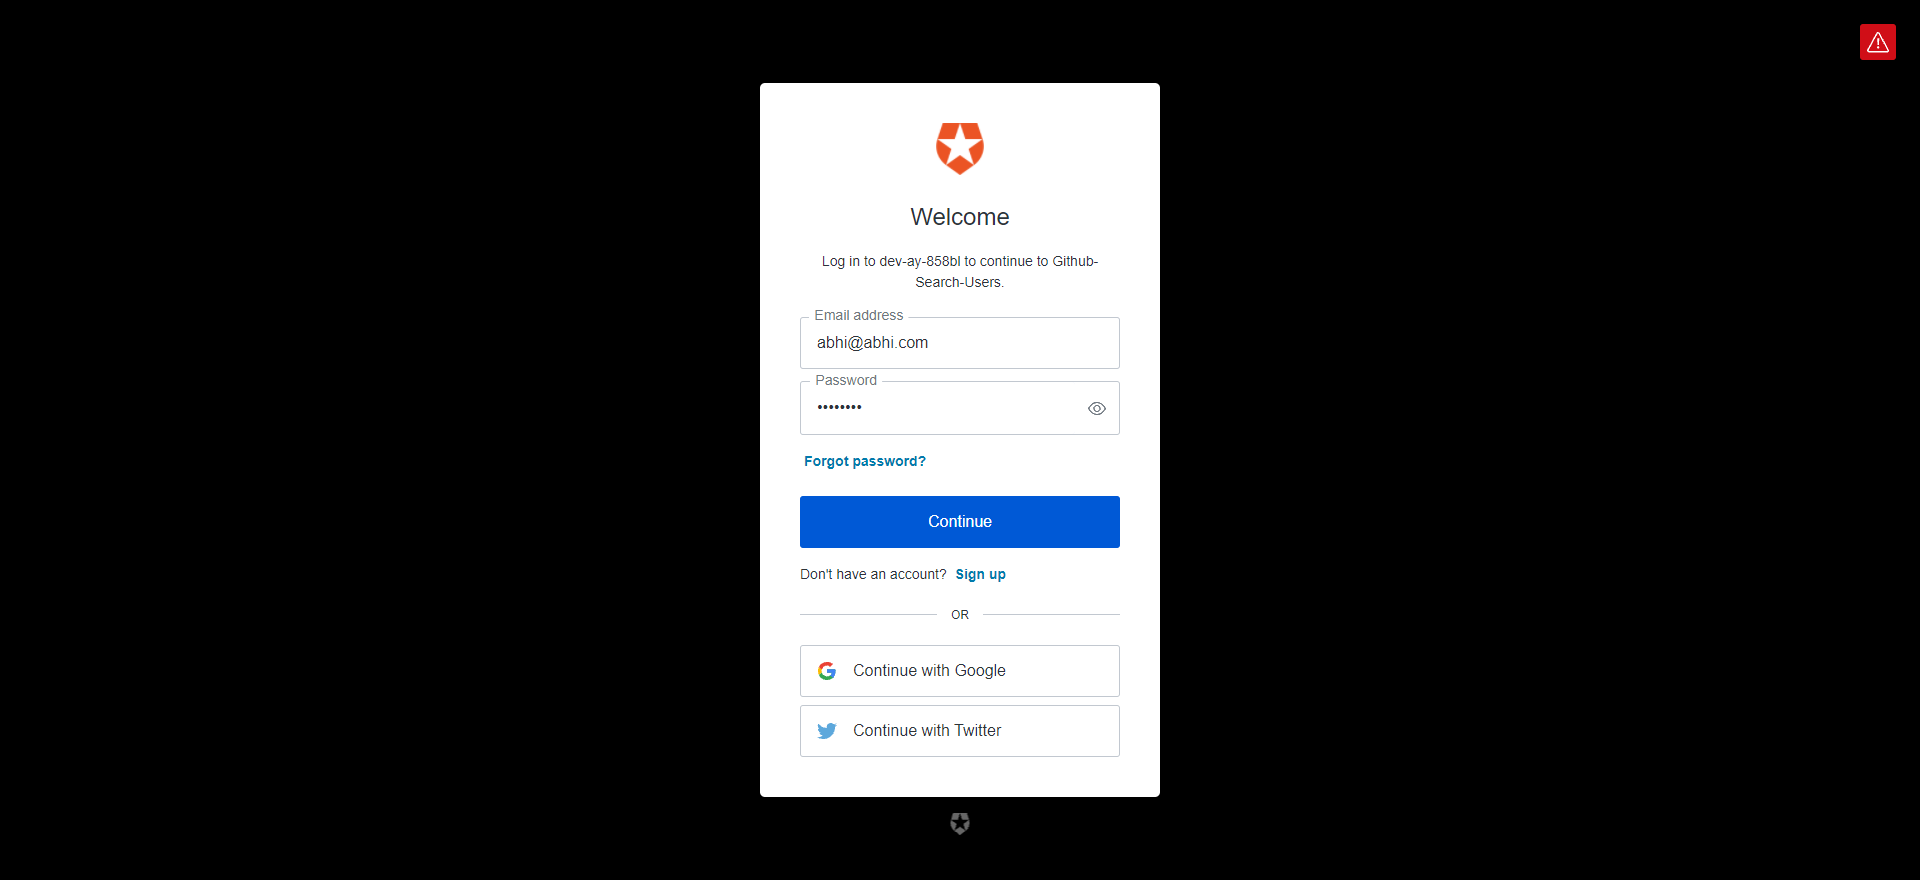 Welcome
Log in to dev-ay-858bl to continue to Github-
Search-Users.
Email address
abhi@abhi.com
Password
••••••••
Forgot password?
Continue
Don't have an account? Sign up
OR
Continue with Google
Continue with Twitter